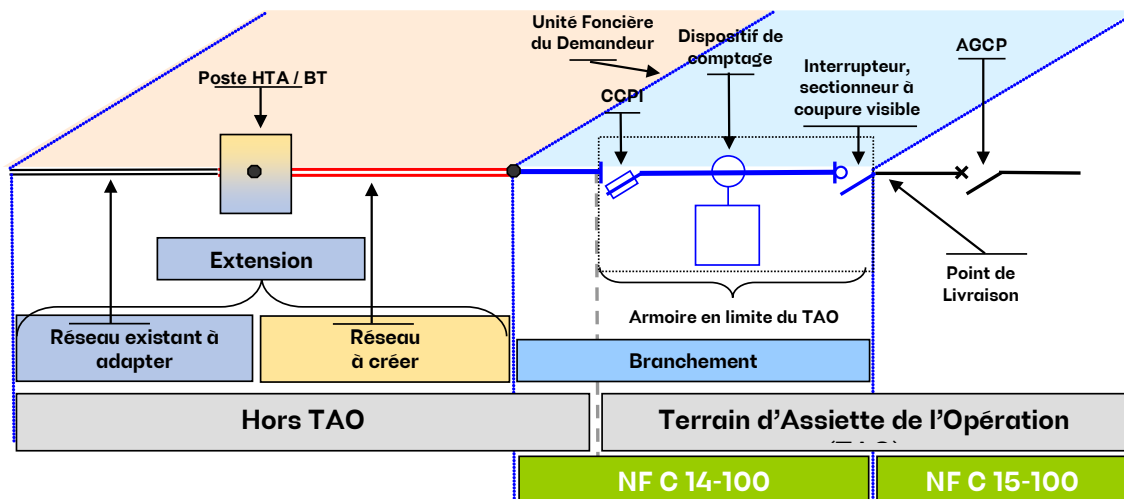 Unité Foncière
du Demandeur
Dispositif de
comptage
AGCP
Poste HTA / BT
CCPI
Interrupteur,
sectionneur à
coupure visible
Extension
Point de
Livraison
Armoire en limite du TAO
Réseau existant à
adapter
Réseau
à créer
Branchement
Hors TAO
Terrain d’Assiette de l’Opération
(TAO)
NF C 14-100
NF C 15-100